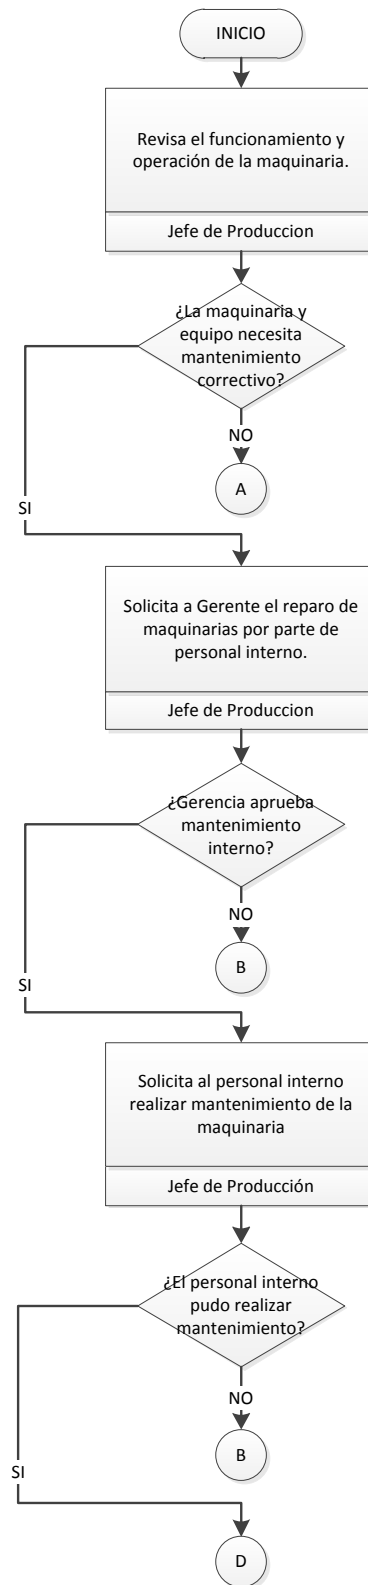 INICIO
Revisa el funcionamiento y
operación de la maquinaria.
Jefe de Produccion
¿La maquinaria y
equipo necesita
mantenimiento
correctivo?
NO
A
SI
Solicita a Gerente el reparo de
maquinarias por parte de
personal interno.
Jefe de Produccion
¿Gerencia aprueba
mantenimiento
interno?
NO
B
SI
Solicita al personal interno
realizar mantenimiento de la
maquinaria
Jefe de Producción
¿El personal interno
pudo realizar
mantenimiento?
NO
B
SI
D